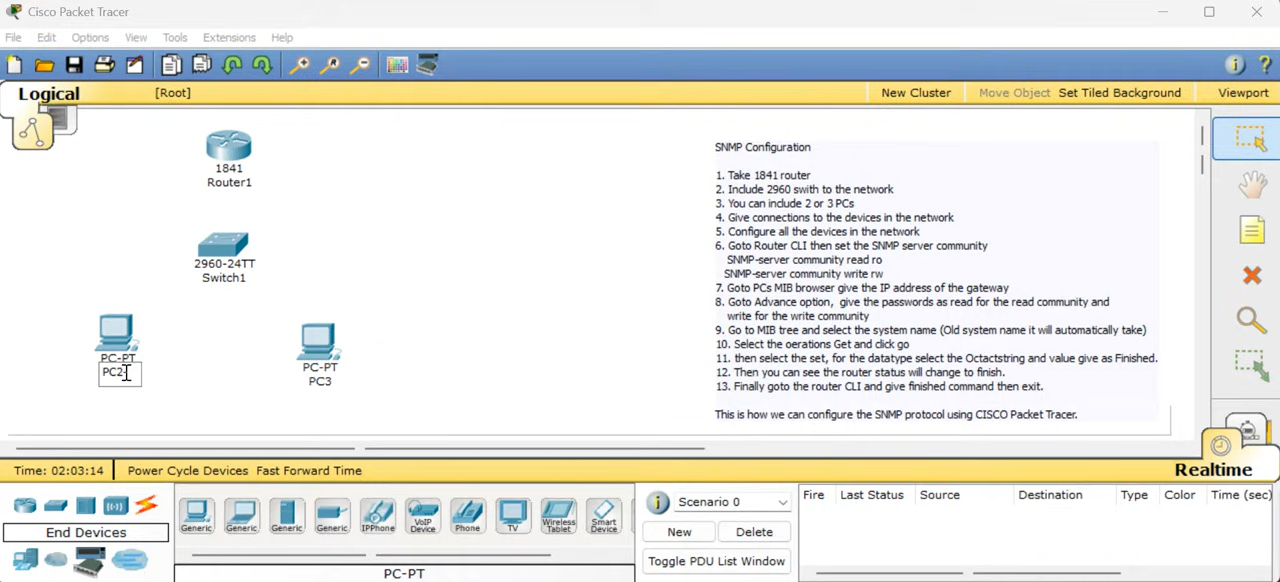 Cisco Packet Tracer
File Edit Options View Tools Extensions Help
Logical [Root] New Cluster Move Object Set Tiled Background Viewport
1841
Router1
2960-24TT
Switch1
PC-PT
PC2
PC-PT
PC3
SNMP Configuration
1. Take 1841 router
2. Include 2960 swith to the network
3. You can include 2 or 3 PCs
4. Give connections to the devices in the network
5. Configure all the devices in the network
6. Goto Router CLI then set the SNMP server community
SNMP-server community read ro
SNMP-server community write rw
7. Goto PCs MIB browser give the IP address of the gateway
8. Goto Advance option, give the passwords as read for the read community and
write for the write community
9. Go to MIB tree and select the system name (Old system name it will automatically take)
10. Select the oerations Get and click go
11. then select the set, for the datatype select the Octactstring and value give as Finished.
12. Then you can see the router status will change to finish.
13. Finally goto the router CLI and give finished command then exit.
This is how we can configure the SNMP protocol using CISCO Packet Tracer.
Time: 02:03:14 Power Cycle Devices Fast Forward Time
Realtime
End Devices
Generic Generic Generic Generic IPPhone VoIP Device Phone TV Wireless Tablet Smart Device
PC-PT
Scenario 0
New Delete
Toggle PDU List Window
Fire Last Status Source Destination Type Color Time (sec)